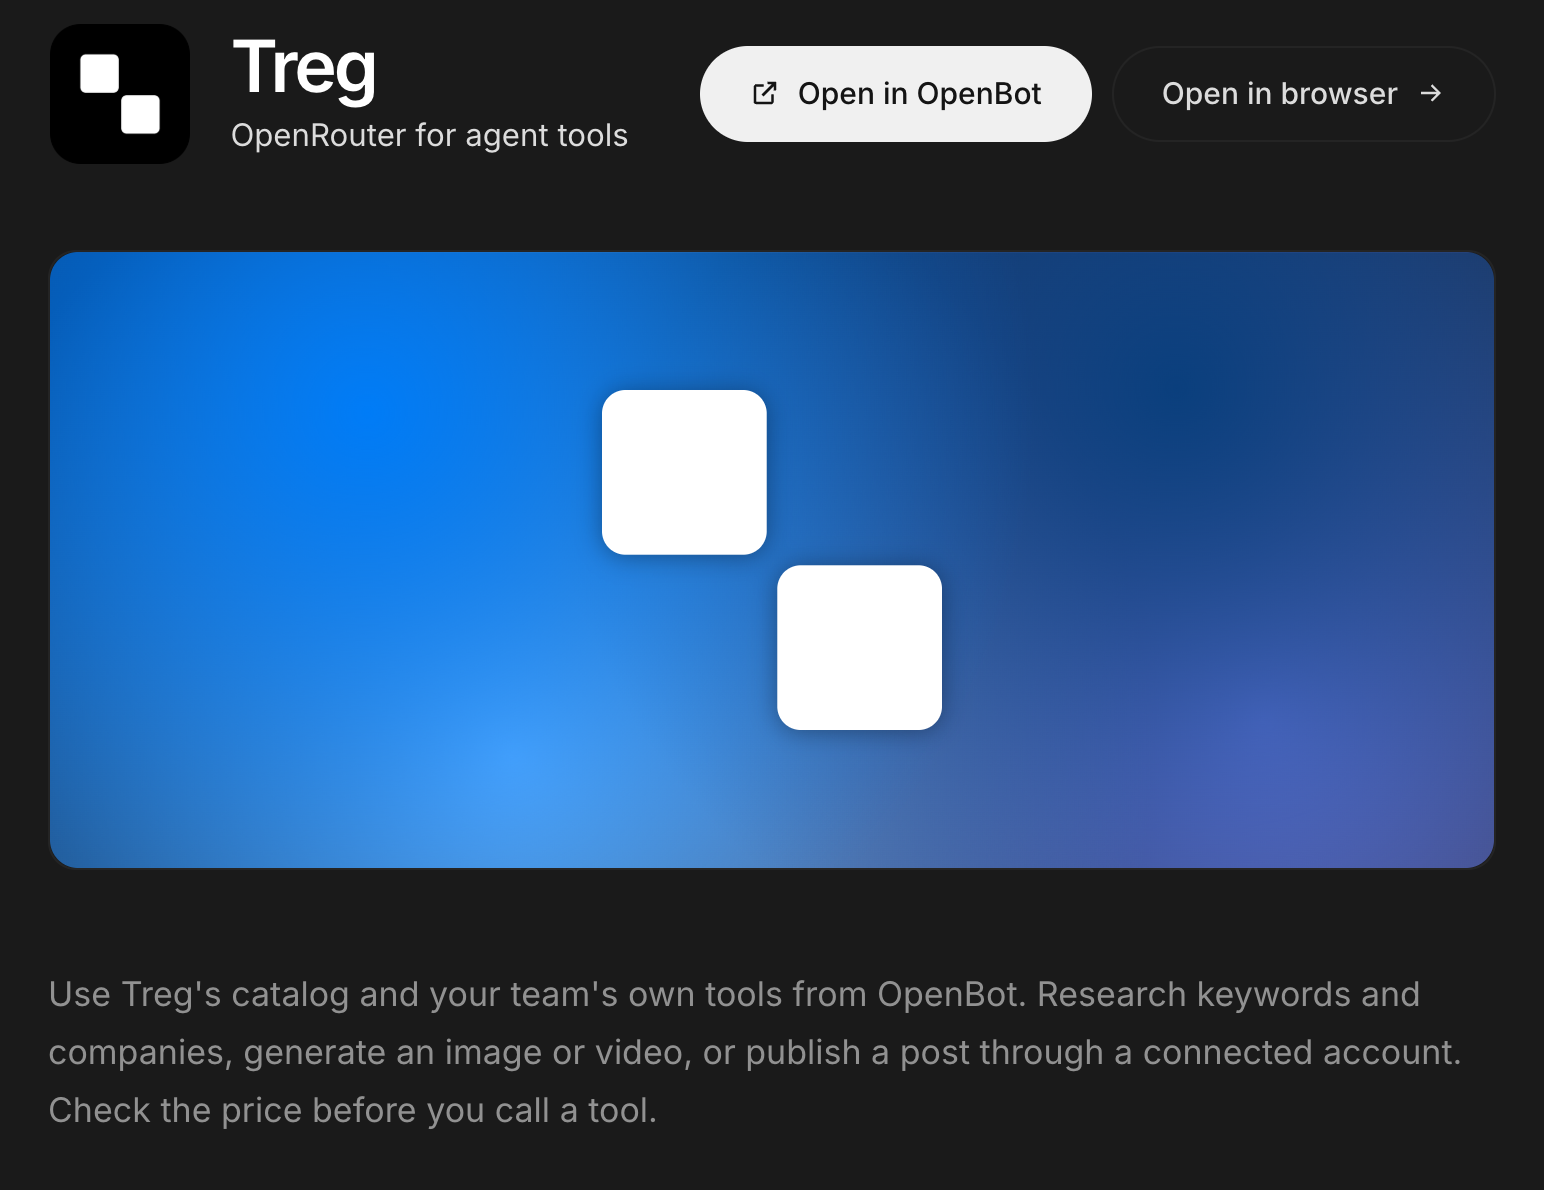 Treg
OpenRouter for agent tools
Open in OpenBot
Open in browser →
Use Treg's catalog and your team's own tools from OpenBot. Research keywords and
companies, generate an image or video, or publish a post through a connected account.
Check the price before you call a tool.